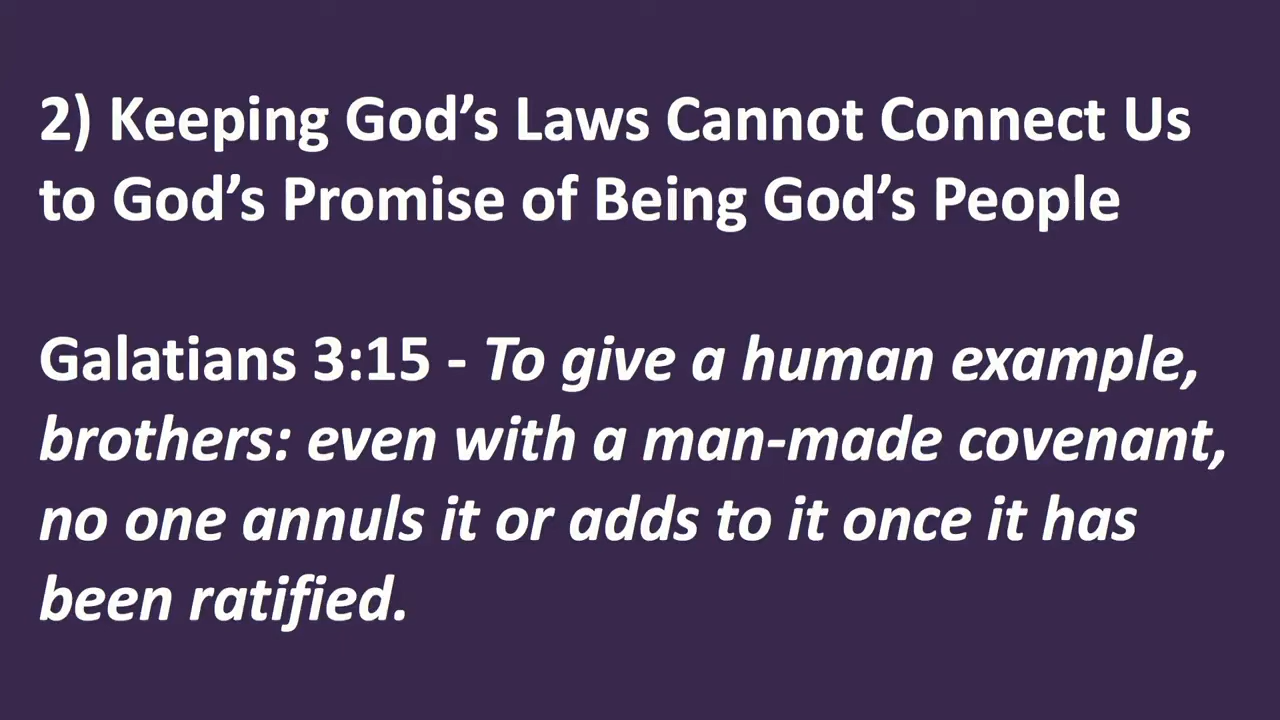 2) Keeping God’s Laws Cannot Connect Us
to God’s Promise of Being God’s People
Galatians 3:15 - To give a human example,
brothers: even with a man-made covenant,
no one annuls it or adds to it once it has
been ratified.